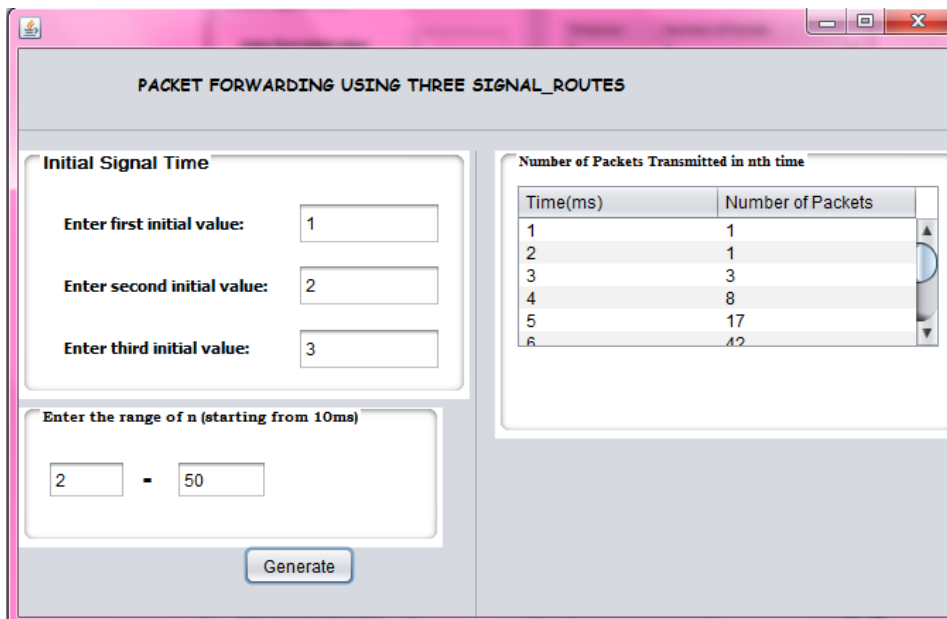 PACKET FORWARDING USING THREE SIGNAL_ROUTES
Initial Signal Time
Enter first initial value: 1
Enter second initial value: 2
Enter third initial value: 3
Enter the range of n (starting from 10ms)
2 - 50
Generate
Number of Packets Transmitted in nth time
Time(ms) Number of Packets
1 1
2 1
3 3
4 8
5 17
6 42